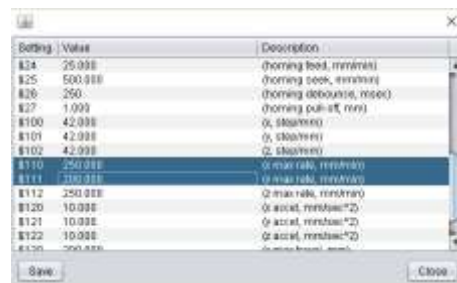 Setting Value Description
$24 25.000 (homing feed, mm/min)
$25 500.000 (homing seek, mm/min)
$26 250 (homing debounce, msec)
$27 1.000 (homing pull-off, mm)
$100 42.000 (x, step/mm)
$101 42.000 (y, step/mm)
$102 42.000 (z, step/mm)
$110 250.000 (x max rate, mm/min)
$111 (y max rate, mm/min)
$112 250.000 (z max rate, mm/min)
$120 10.000 (x accel, mm/sec^2)
$121 10.000 (y accel, mm/sec^2)
$122 10.000 (z accel, mm/sec^2)
$130 200.000
Save Close